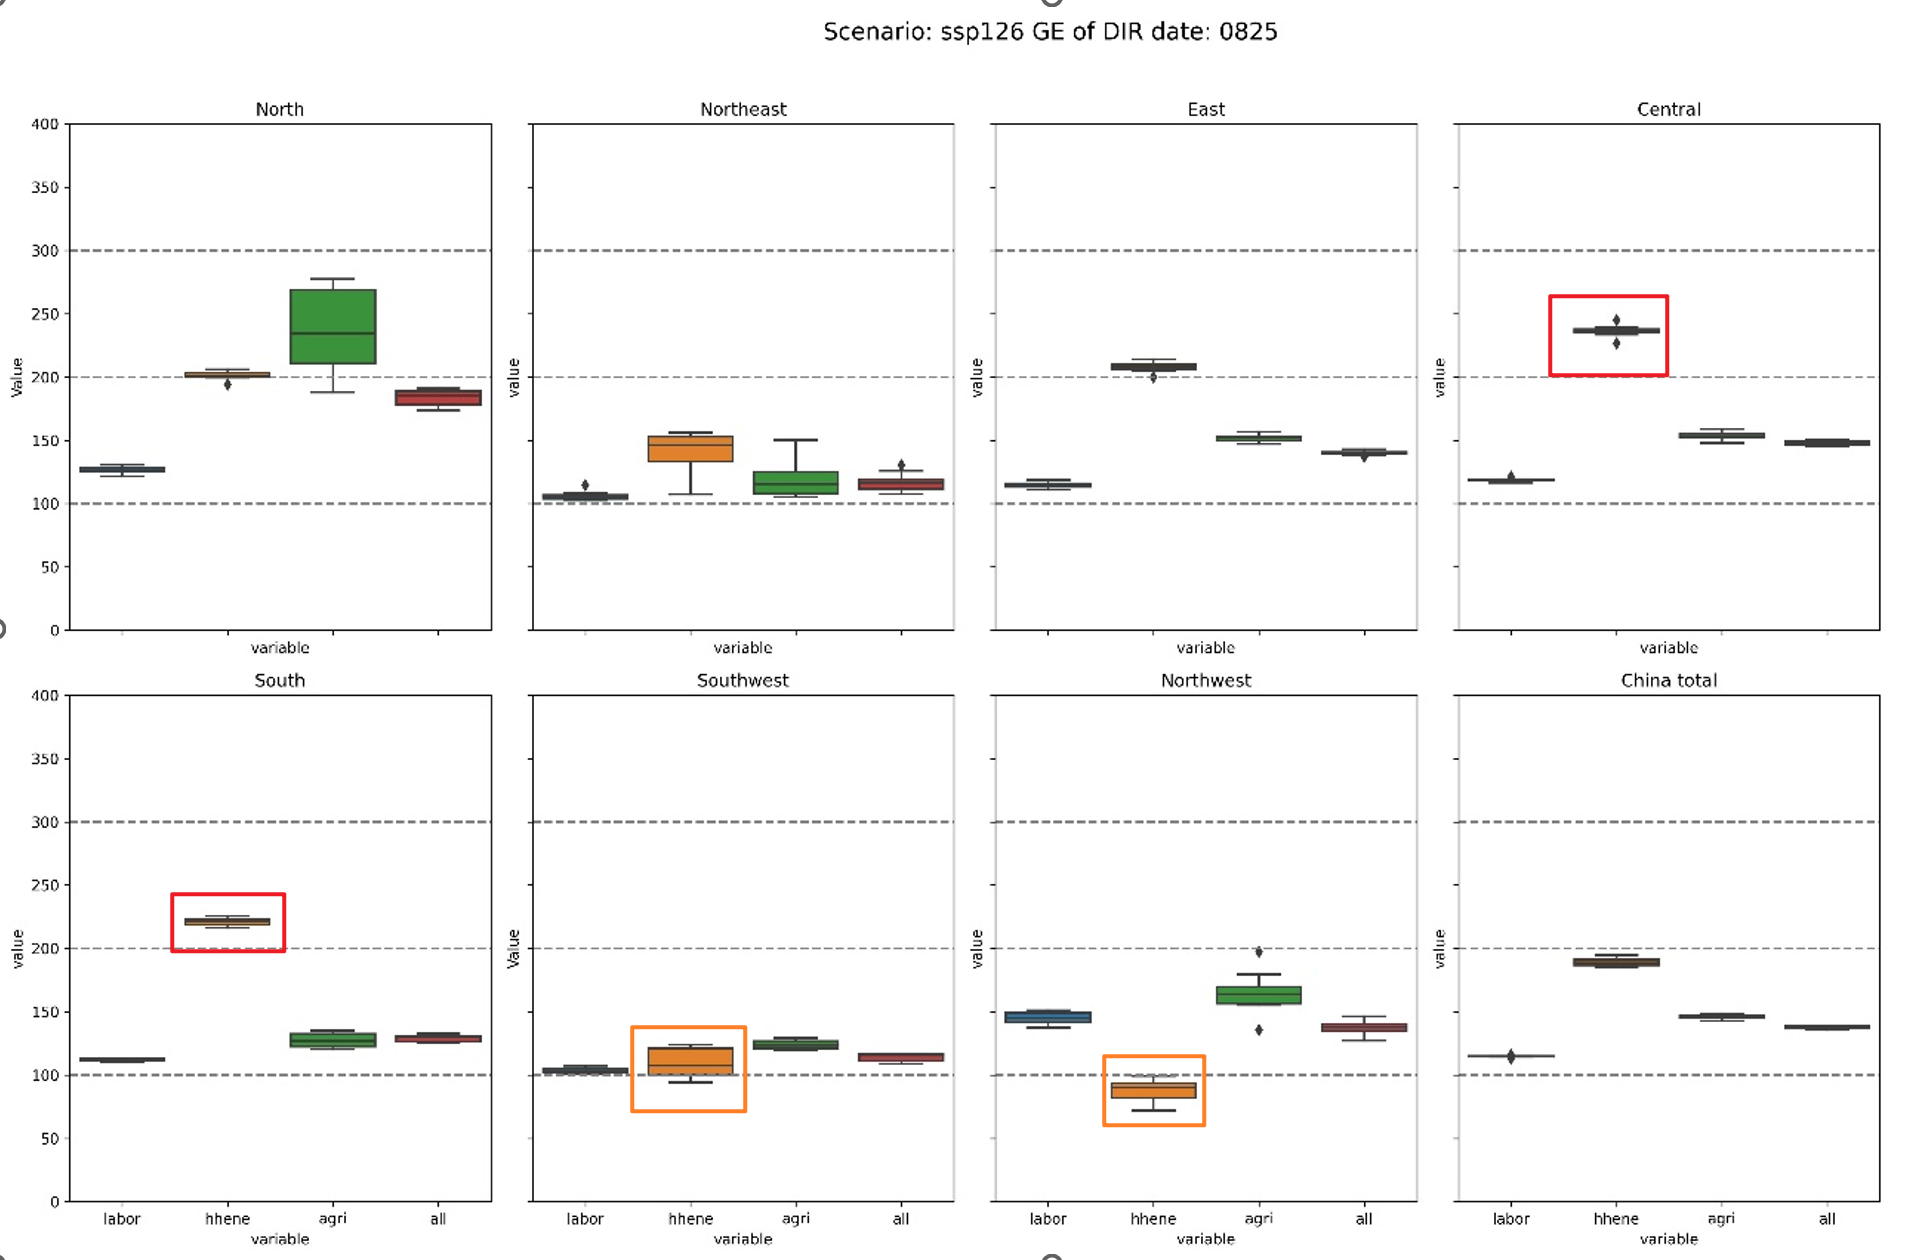 Scenario: ssp126 GE of DIR date: 0825
North
Northeast
East
Central
400
350
300
250
200
150
100
50
0
Value
value
value
value
variable
variable
variable
variable
South
Southwest
Northwest
China total
400
350
300
250
200
150
100
50
0
value
Value
value
value
labor hhene agri all
labor hhene agri all
labor hhene agri all
labor hhene agri all
variable
variable
variable
variable